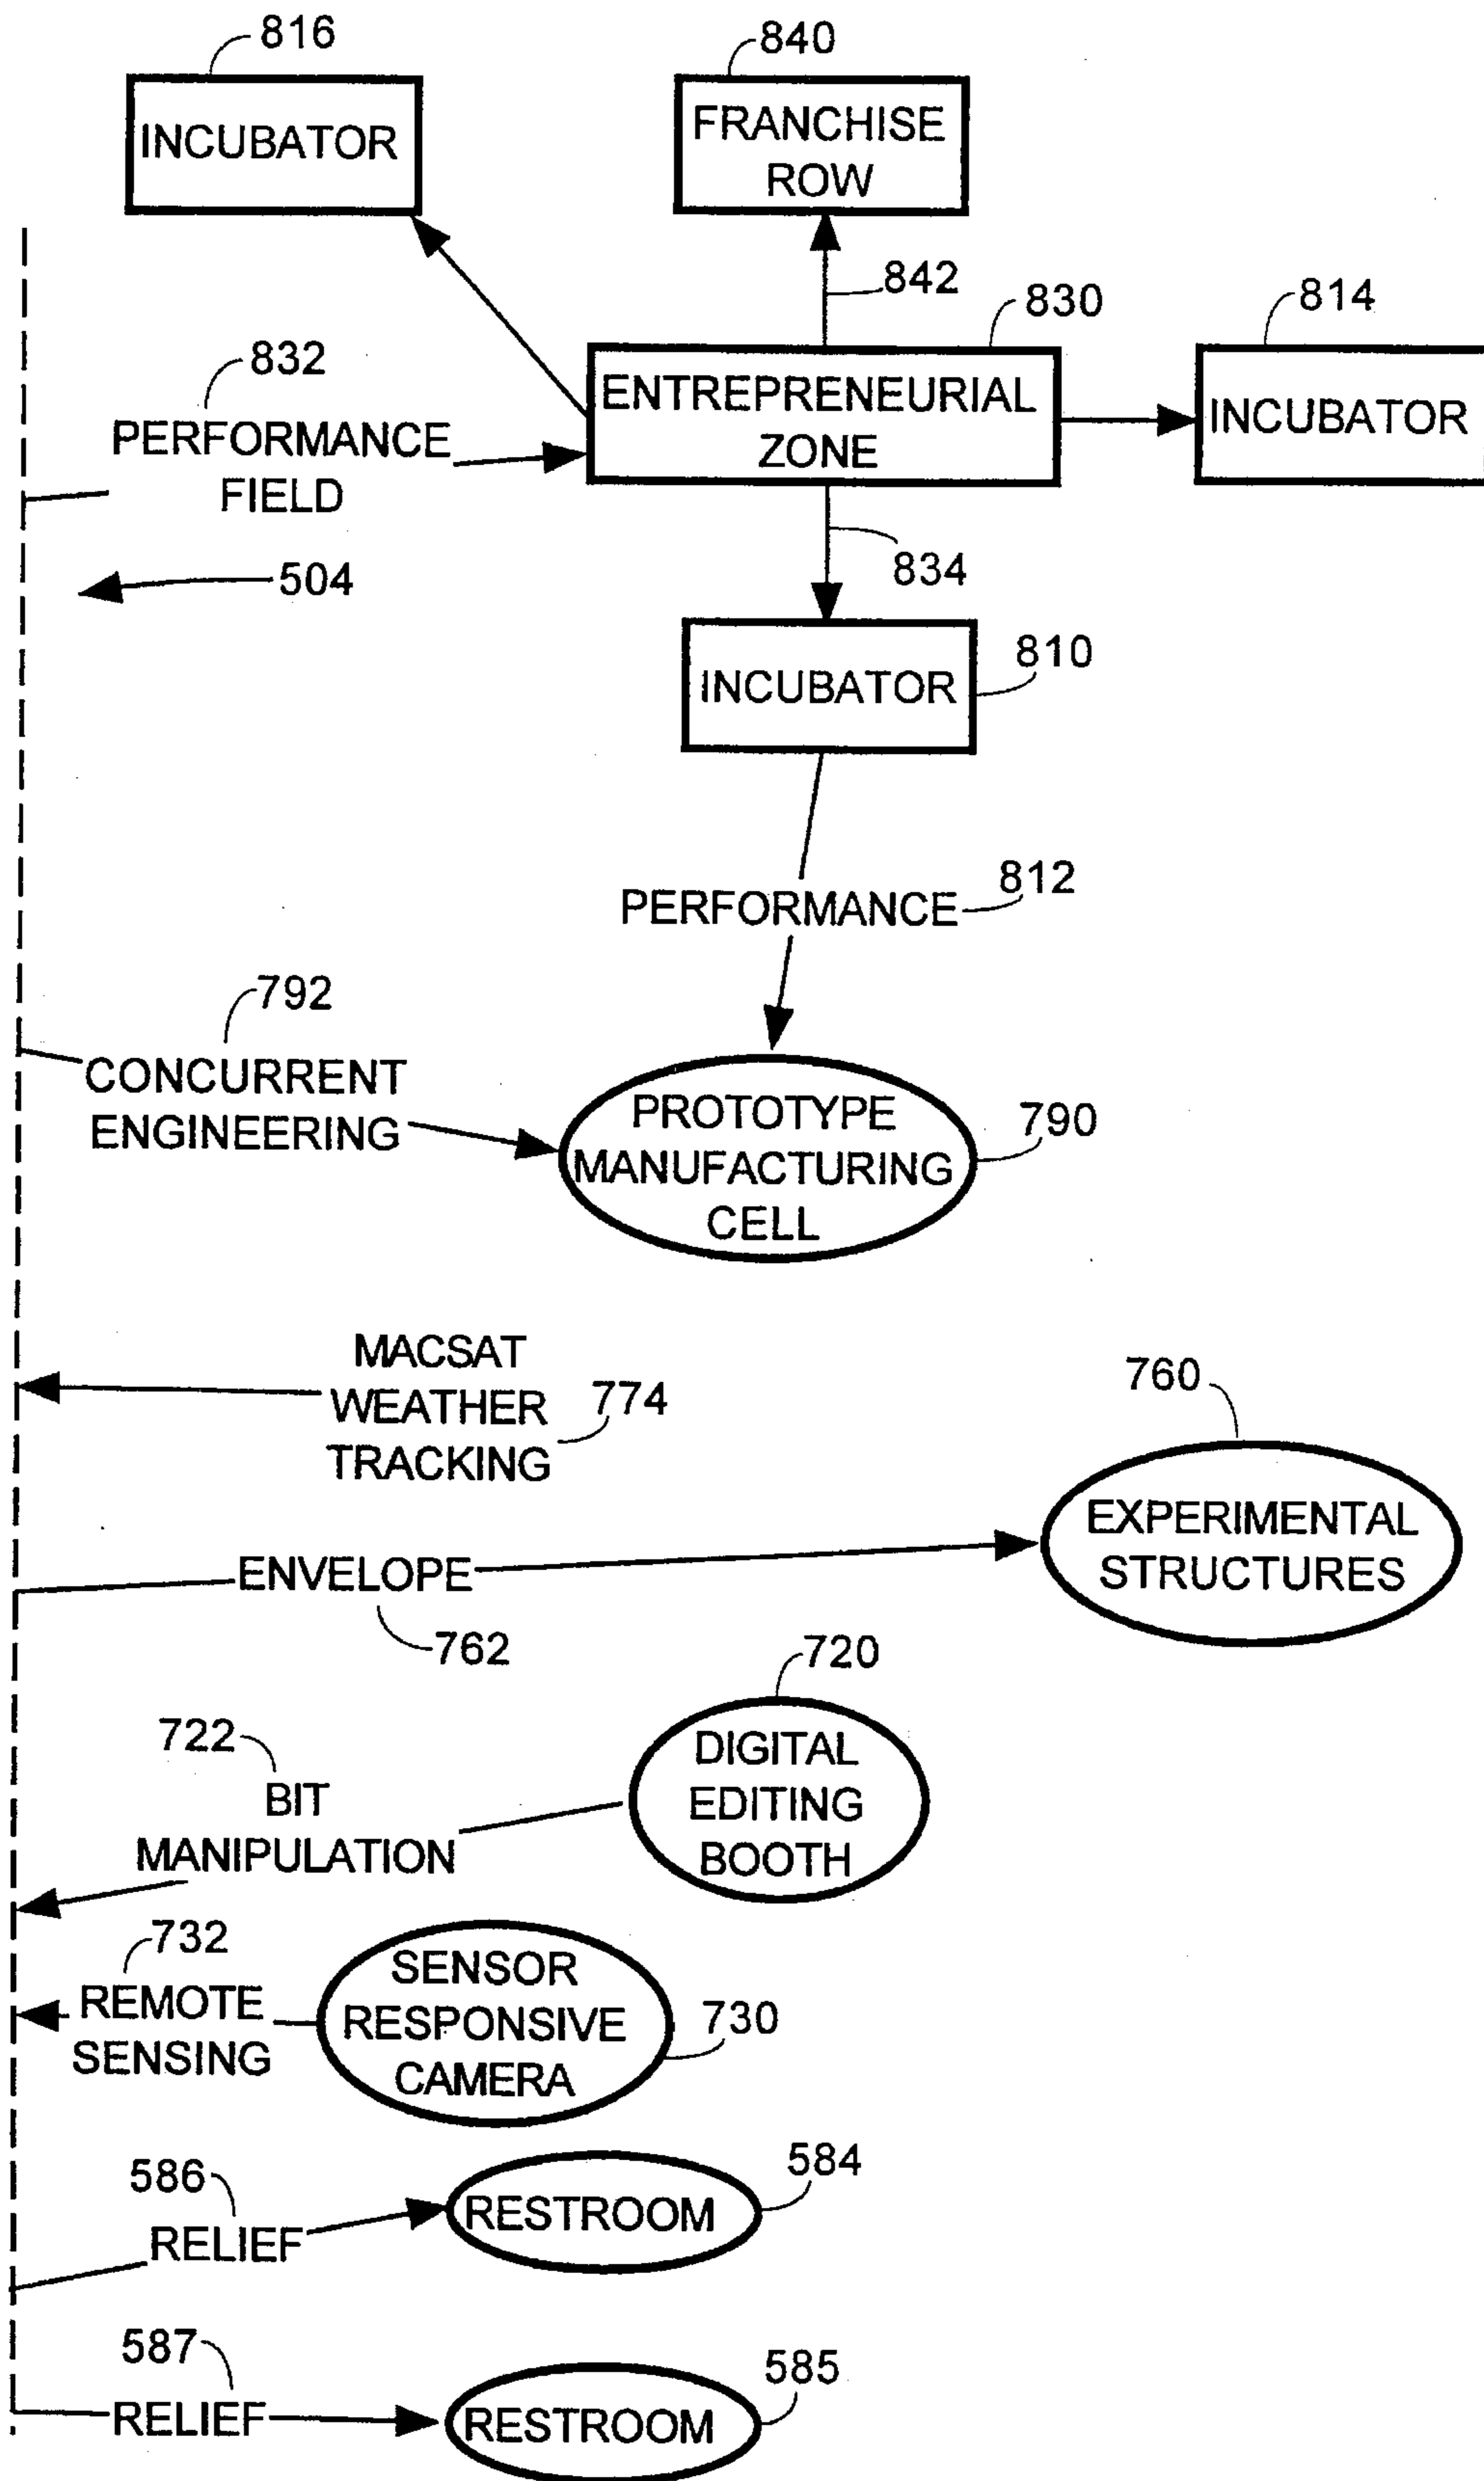 816
840
INCUBATOR
FRANCHISE
ROW
842
830
814
832
ENTREPRENEURIAL
ZONE
INCUBATOR
PERFORMANCE
FIELD
834
504
810
INCUBATOR
812
PERFORMANCE
792
CONCURRENT
ENGINEERING
PROTOTYPE
MANUFACTURING
CELL
790
MACSAT
WEATHER
TRACKING
774
760
EXPERIMENTAL
STRUCTURES
ENVELOPE
762
720
722
BIT
MANIPULATION
DIGITAL
EDITING
BOOTH
732
REMOTE
SENSING
SENSOR
RESPONSIVE
CAMERA
730
586
584
RELIEF
RESTROOM
587
585
RELIEF
RESTROOM